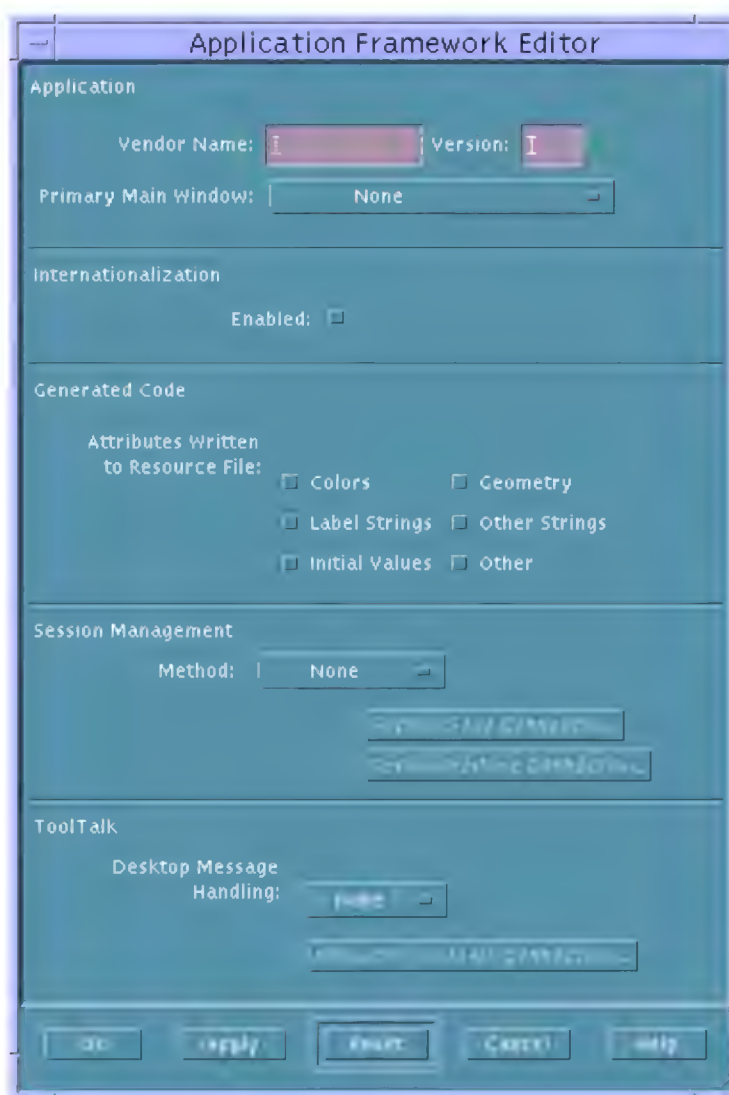 Application Framework Editor
Application
Vendor Name: Version:
Primary Main Window: None
Internationalization
Enabled:
Generated Code
Attributes Written
to Resource File:
Colors Geometry
Label Strings Other Strings
Initial Values Other
Session Management
Method: None
ToolTalk
Desktop Message
Handling: None
OK Apply Reset Cancel Help